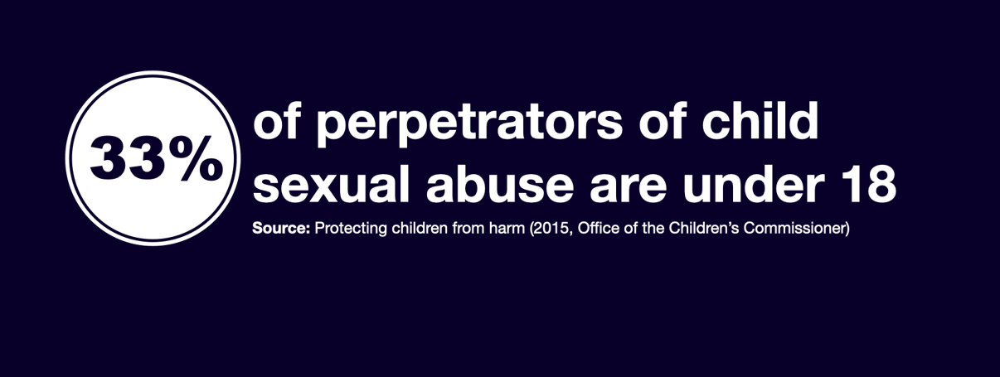 33%
of perpetrators of child
sexual abuse are under 18
Source: Protecting children from harm (2015, Office of the Children’s Commissioner)